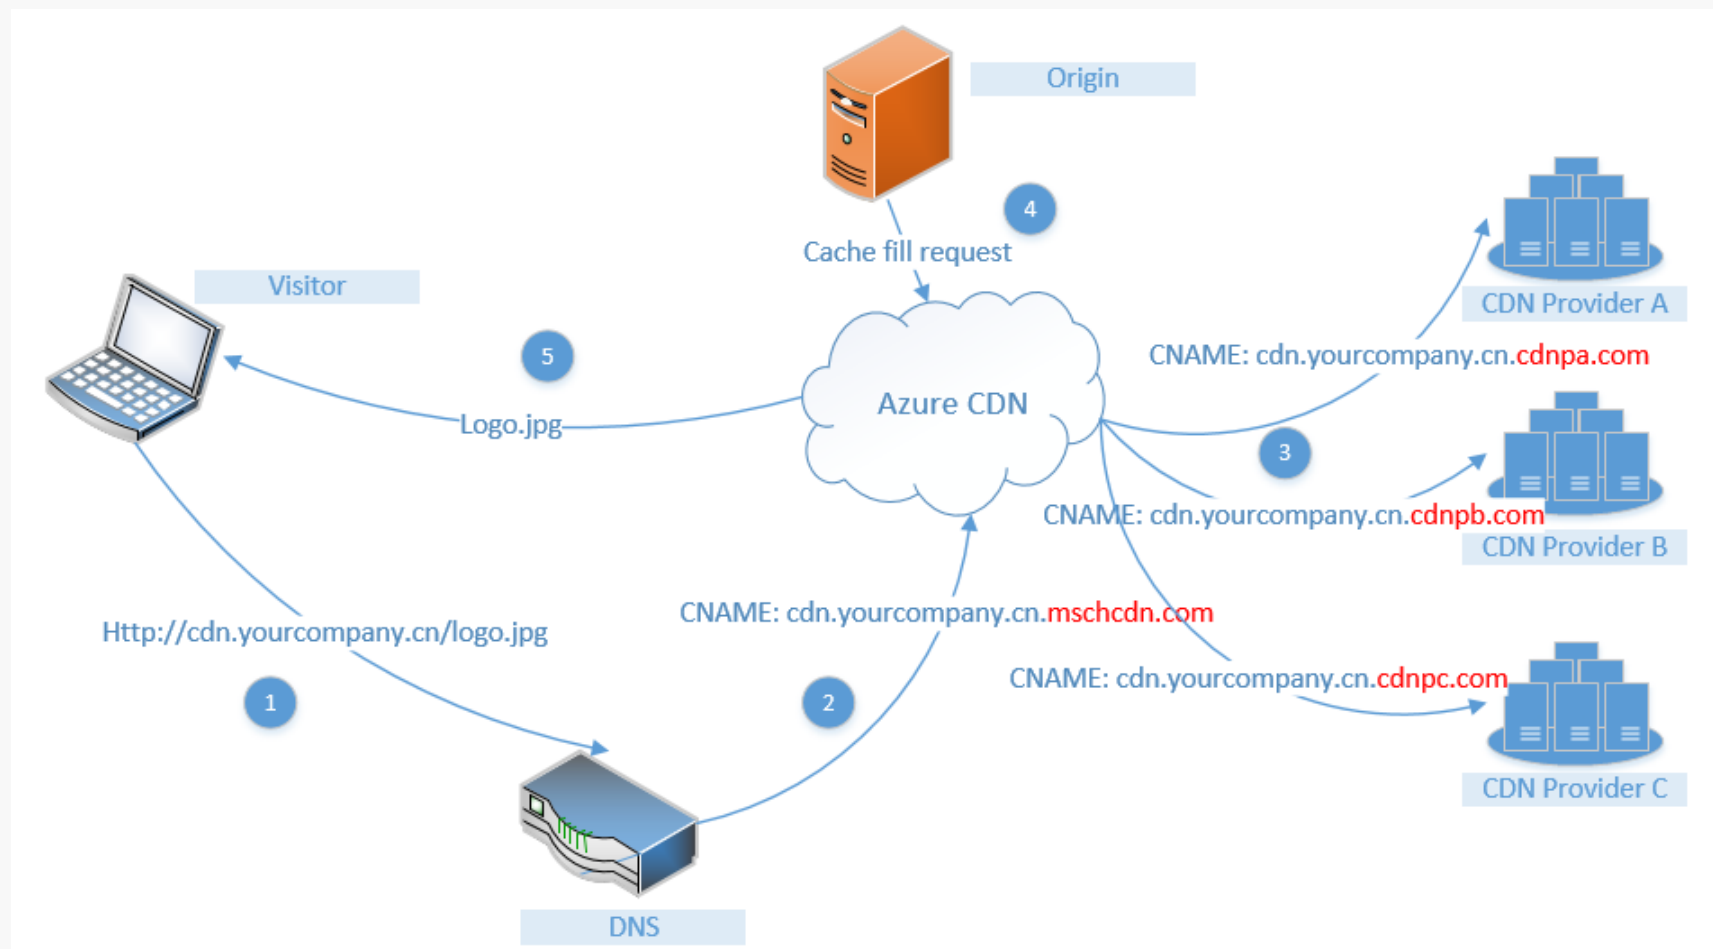 Origin
4
Cache fill request
Visitor
CDN Provider A
5
CNAME: cdn.yourcompany.cn.cdnpa.com
Azure CDN
Logo.jpg
3
CNAME: cdn.yourcompany.cn.cdnpb.com
CDN Provider B
CNAME: cdn.yourcompany.cn.mschcdn.com
Http://cdn.yourcompany.cn/logo.jpg
CNAME: cdn.yourcompany.cn.cdnpc.com
1
2
CDN Provider C
DNS